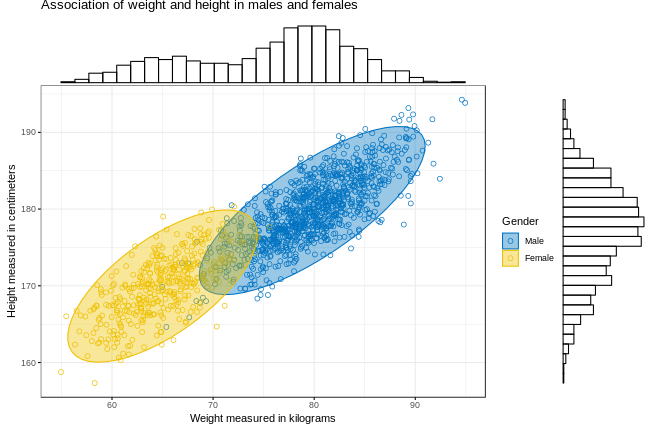 Association of weight and height in males and females
Height measured in centimeters
190
180
170
160
60 70 80 90
Weight measured in kilograms
Gender
Male
Female